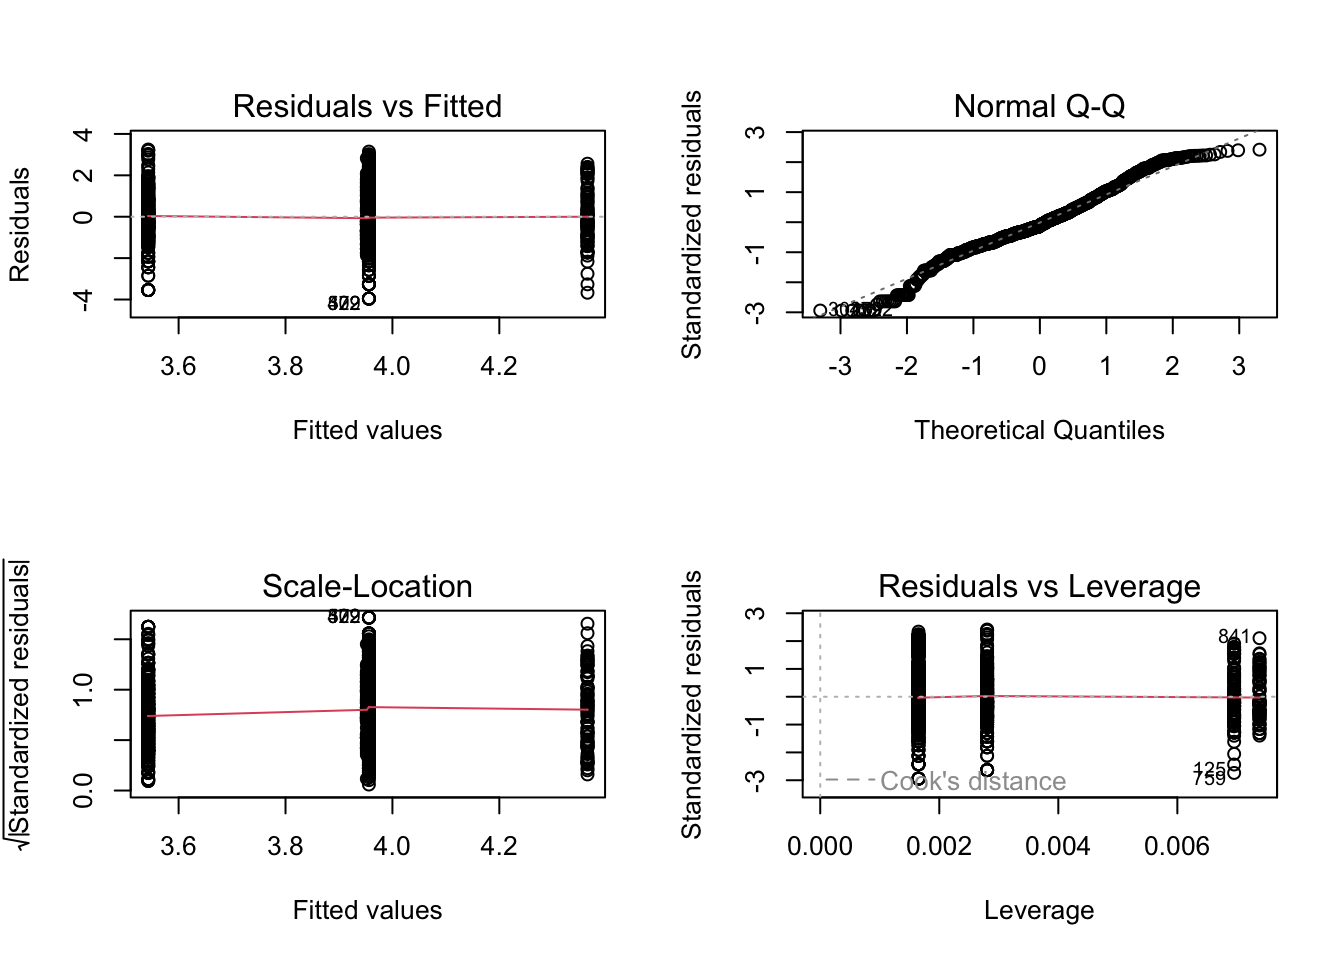 Residuals vs Fitted
Residuals
4
2
0
-4
3.6 3.8 4.0 4.2
Fitted values
Normal Q-Q
Standardized residuals
3
1
-1
-3
-3 -2 -1 0 1 2 3
Theoretical Quantiles
Scale-Location
√|Standardized residuals|
1.0
0.0
3.6 3.8 4.0 4.2
Fitted values
Residuals vs Leverage
Standardized residuals
3
1
-1
-3
841
125
759
Cook's distance
0.000 0.002 0.004 0.006
Leverage